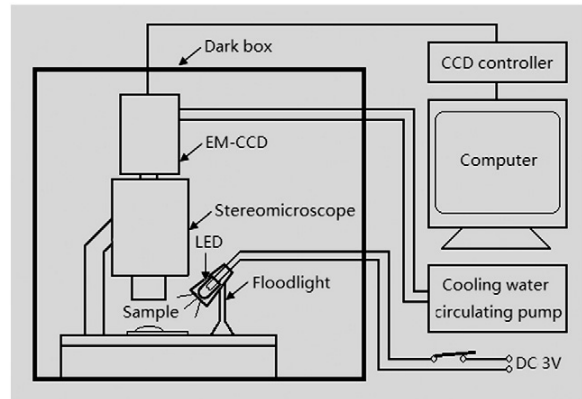 Dark box
CCD controller
EM-CCD
Computer
Stereomicroscope
LED
Floodlight
Sample
Cooling water
circulating pump
DC 3V